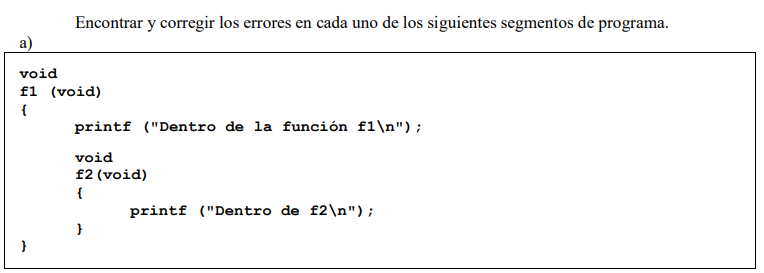 Encontrar y corregir los errores en cada uno de los siguientes segmentos de programa.
a)
void
f1 (void)
{
printf ("Dentro de la función f1\n");
void
f2(void)
{
printf ("Dentro de f2\n");
}
}